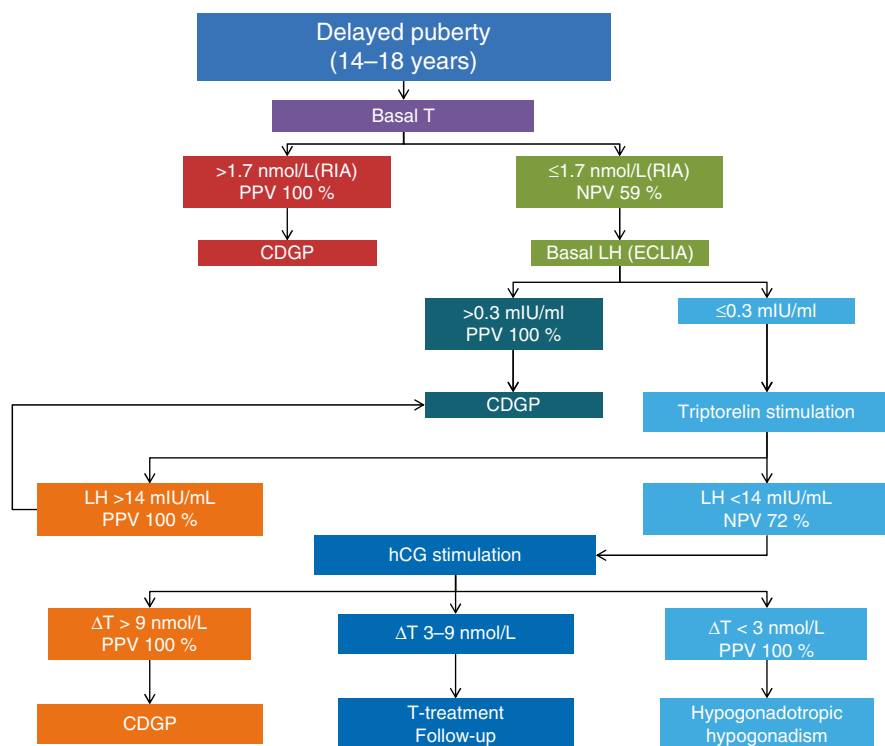 Delayed puberty
(14–18 years)
Basal T
>1.7 nmol/L(RIA)
PPV 100 %
≤1.7 nmol/L(RIA)
NPV 59 %
CDGP
Basal LH (ECLIA)
>0.3 mIU/ml
PPV 100 %
≤0.3 mIU/ml
CDGP
Triptorelin stimulation
LH >14 mIU/mL
PPV 100 %
LH <14 mIU/mL
NPV 72 %
hCG stimulation
ΔT > 9 nmol/L
PPV 100 %
ΔT 3–9 nmol/L
ΔT < 3 nmol/L
PPV 100 %
CDGP
T-treatment
Follow-up
Hypogonadotropic
hypogonadism